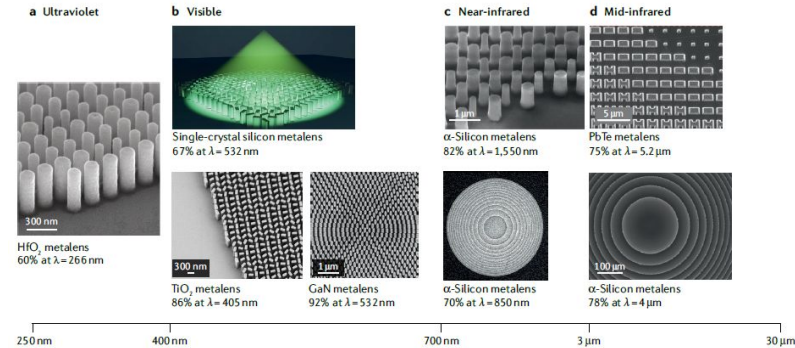 a Ultraviolet
300 nm
HfO₂ metalens
60% at λ = 266 nm
b Visible
Single-crystal silicon metalens
67% at λ = 532 nm
300 nm
TiO₂ metalens
86% at λ = 405 nm
1 μm
GaN metalens
92% at λ = 532 nm
c Near-infrared
1 μm
α-Silicon metalens
82% at λ = 1,550 nm
α-Silicon metalens
70% at λ = 850 nm
d Mid-infrared
5 μm
PbTe metalens
75% at λ = 5.2 μm
100 μm
α-Silicon metalens
78% at λ = 4 μm
250 nm
400 nm
700 nm
3 μm
30 μm